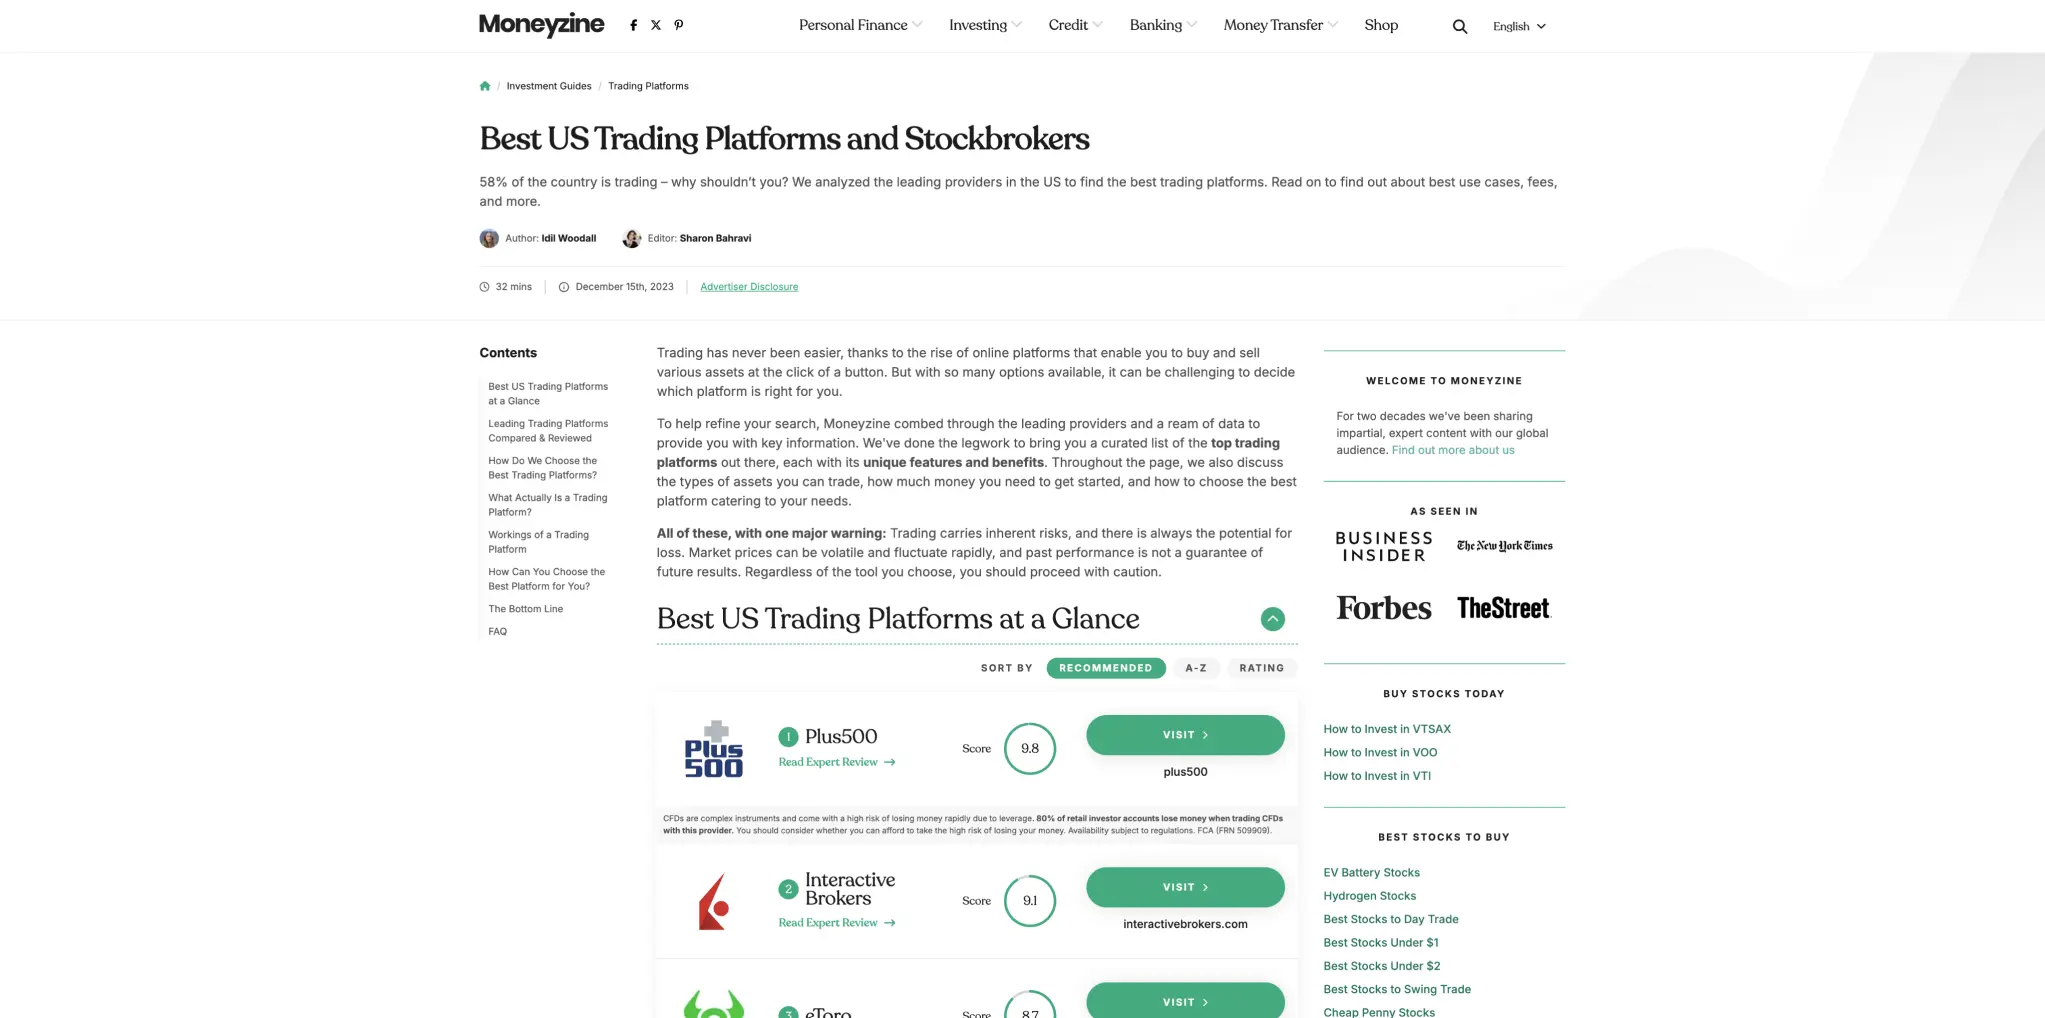 Moneyzine
Personal Finance
Investing
Credit
Banking
Money Transfer
Shop
English
/ Investment Guides / Trading Platforms
Best US Trading Platforms and Stockbrokers
58% of the country is trading – why shouldn't you? We analyzed the leading providers in the US to find the best trading platforms. Read on to find out about best use cases, fees,
and more.
Author: Idil Woodall
Editor: Sharon Bahravi
32 mins
December 15th, 2023
Advertiser Disclosure
Contents
Best US Trading Platforms
at a Glance
Leading Trading Platforms
Compared & Reviewed
How Do We Choose the
Best Trading Platforms?
What Actually Is a Trading
Platform?
Workings of a Trading
Platform
How Can You Choose the
Best Platform for You?
The Bottom Line
FAQ
Trading has never been easier, thanks to the rise of online platforms that enable you to buy and sell
various assets at the click of a button. But with so many options available, it can be challenging to decide
which platform is right for you.
To help refine your search, Moneyzine combed through the leading providers and a ream of data to
provide you with key information. We've done the legwork to bring you a curated list of the top trading
platforms out there, each with its unique features and benefits. Throughout the page, we also discuss
the types of assets you can trade, how much money you need to get started, and how to choose the best
platform catering to your needs.
All of these, with one major warning: Trading carries inherent risks, and there is always the potential for
loss. Market prices can be volatile and fluctuate rapidly, and past performance is not a guarantee of
future results. Regardless of the tool you choose, you should proceed with caution.
Best US Trading Platforms at a Glance
SORT BY
RECOMMENDED
A-Z
RATING
Plus
500
1 Plus500
Read Expert Review →
Score
9.8
VISIT >
plus500
CFDs are complex instruments and come with a high risk of losing money rapidly due to leverage. 80% of retail investor accounts lose money when trading CFDs
with this provider. You should consider whether you can afford to take the high risk of losing your money. Availability subject to regulations. FCA (FRN 509909).
2 Interactive
Brokers
Read Expert Review →
Score
9.1
VISIT >
interactivebrokers.com
3 eToro
Score
8.7
VISIT >
WELCOME TO MONEYZINE
For two decades we've been sharing
impartial, expert content with our global
audience. Find out more about us
AS SEEN IN
BUSINESS
INSIDER
The New York Times
Forbes
TheStreet
BUY STOCKS TODAY
How to Invest in VTSAX
How to Invest in VOO
How to Invest in VTI
BEST STOCKS TO BUY
EV Battery Stocks
Hydrogen Stocks
Best Stocks to Day Trade
Best Stocks Under $1
Best Stocks Under $2
Best Stocks to Swing Trade
Cheap Penny Stocks